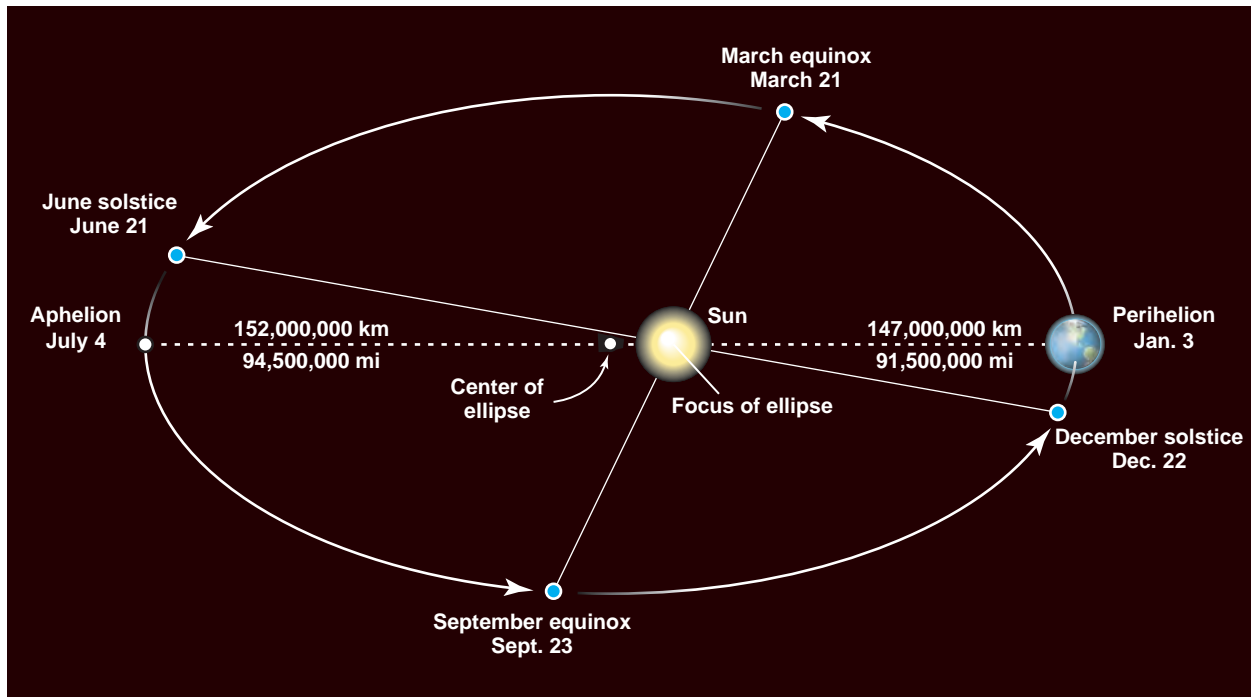 March equinox
March 21
June solstice
June 21
Aphelion
July 4
152,000,000 km
94,500,000 mi
Sun
147,000,000 km
91,500,000 mi
Perihelion
Jan. 3
Center of
ellipse
Focus of ellipse
December solstice
Dec. 22
September equinox
Sept. 23